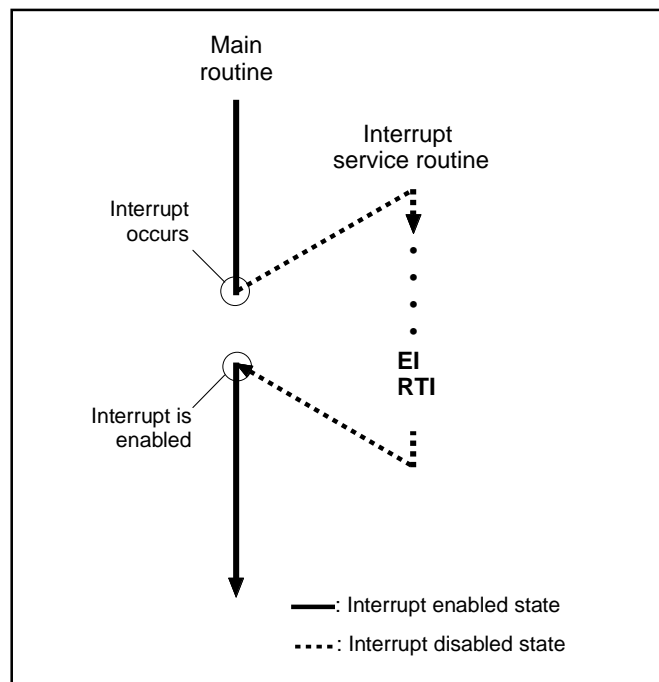 Main
routine
Interrupt
service routine
Interrupt
occurs
EI
RTI
Interrupt is
enabled
: Interrupt enabled state
: Interrupt disabled state